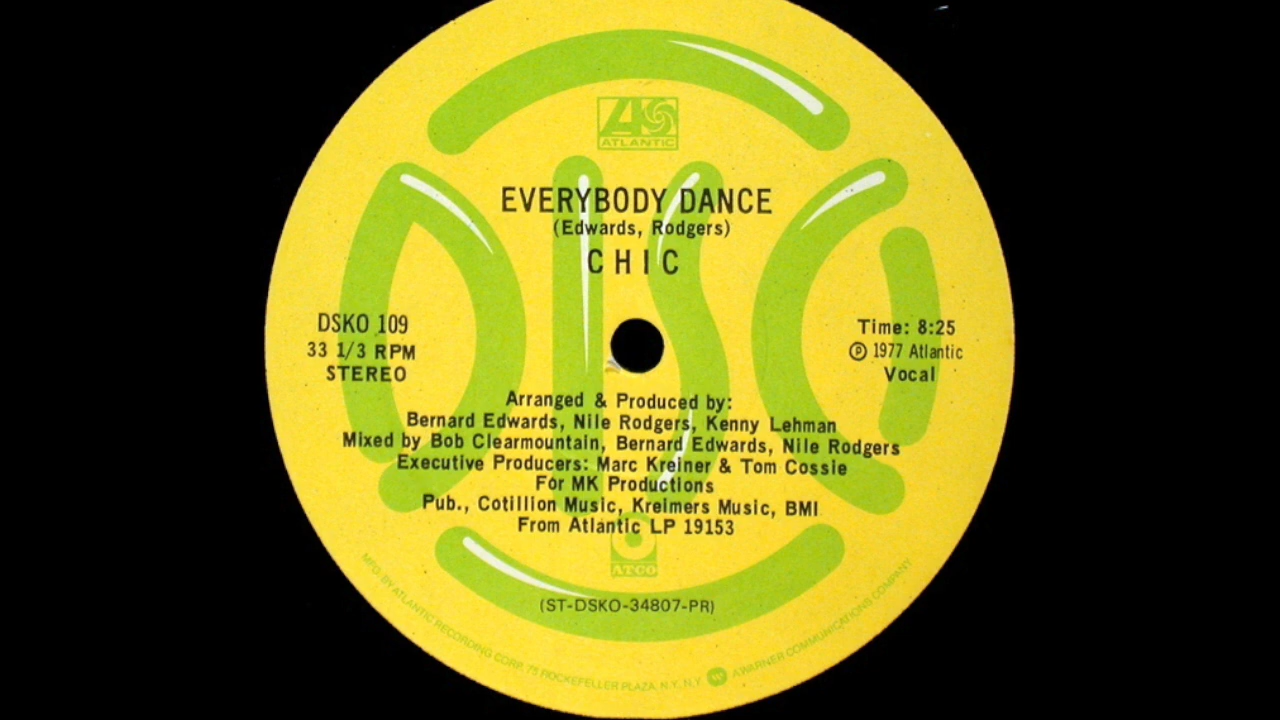 ATLANTIC
DISCO
EVERYBODY DANCE
(Edwards, Rodgers)
CHIC
DSKO 109
33 1/3 RPM
STEREO
Time: 8:25
Ⓟ 1977 Atlantic
Vocal
Arranged & Produced by:
Bernard Edwards, Nile Rodgers, Kenny Lehman
Mixed by Bob Clearmountain, Bernard Edwards, Nile Rodgers
Executive Producers: Marc Kreiner & Tom Cossie
For MK Productions
Pub., Cotillion Music, Kreimers Music, BMI
From Atlantic LP 19153
ATCO
(ST-DSKO-34807-PR)
MFG. BY ATLANTIC RECORDING CORP. 75 ROCKEFELLER PLAZA, N.Y., N.Y. A WARNER COMMUNICATIONS COMPANY